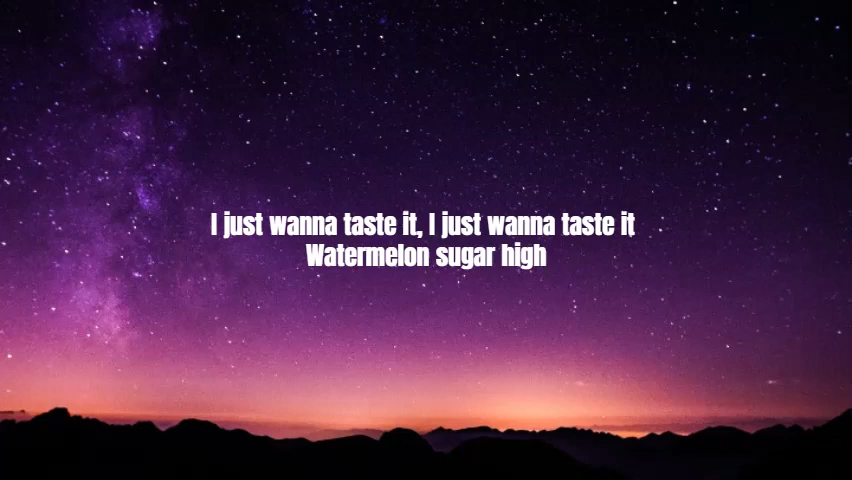 I just wanna taste it, I just wanna taste it
Watermelon sugar high